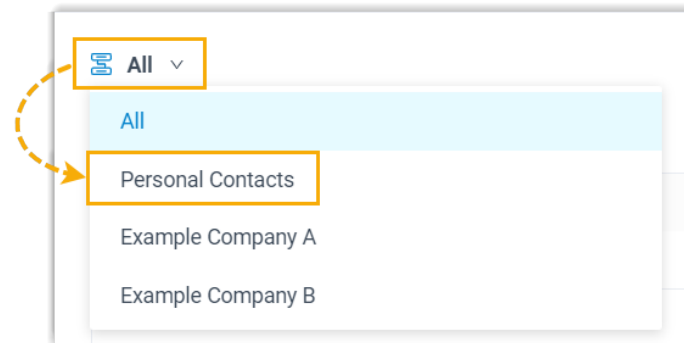 All
All
Personal Contacts
Example Company A
Example Company B